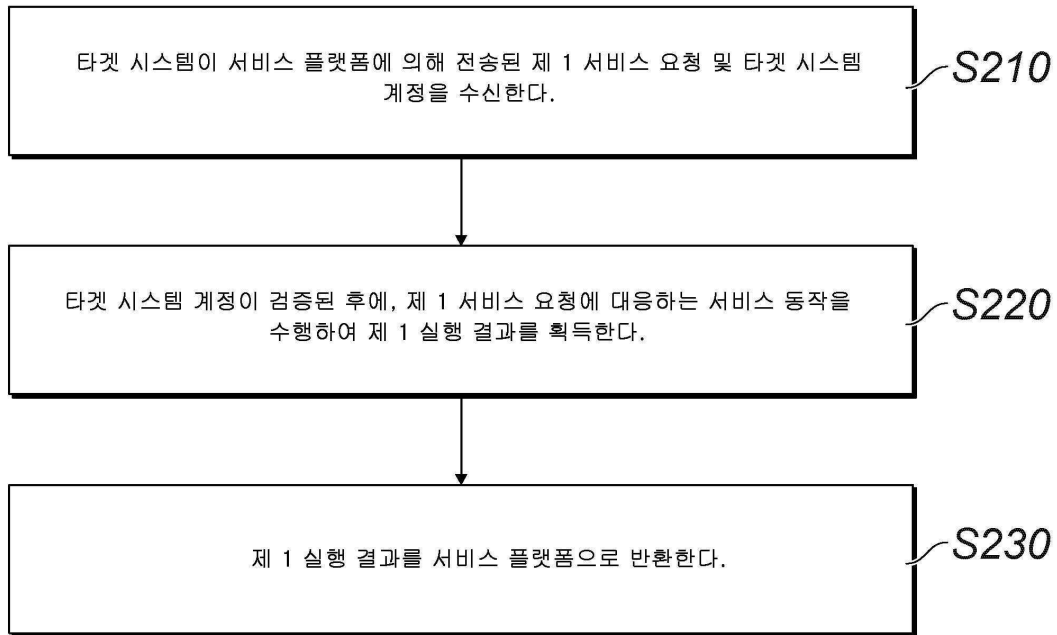 타겟 시스템이 서비스 플랫폼에 의해 전송된 제 1 서비스 요청 및 타겟 시스템
계정을 수신한다.
S210
타겟 시스템 계정이 검증된 후에, 제 1 서비스 요청에 대응하는 서비스 동작을
수행하여 제 1 실행 결과를 획득한다.
S220
제 1 실행 결과를 서비스 플랫폼으로 반환한다.
S230